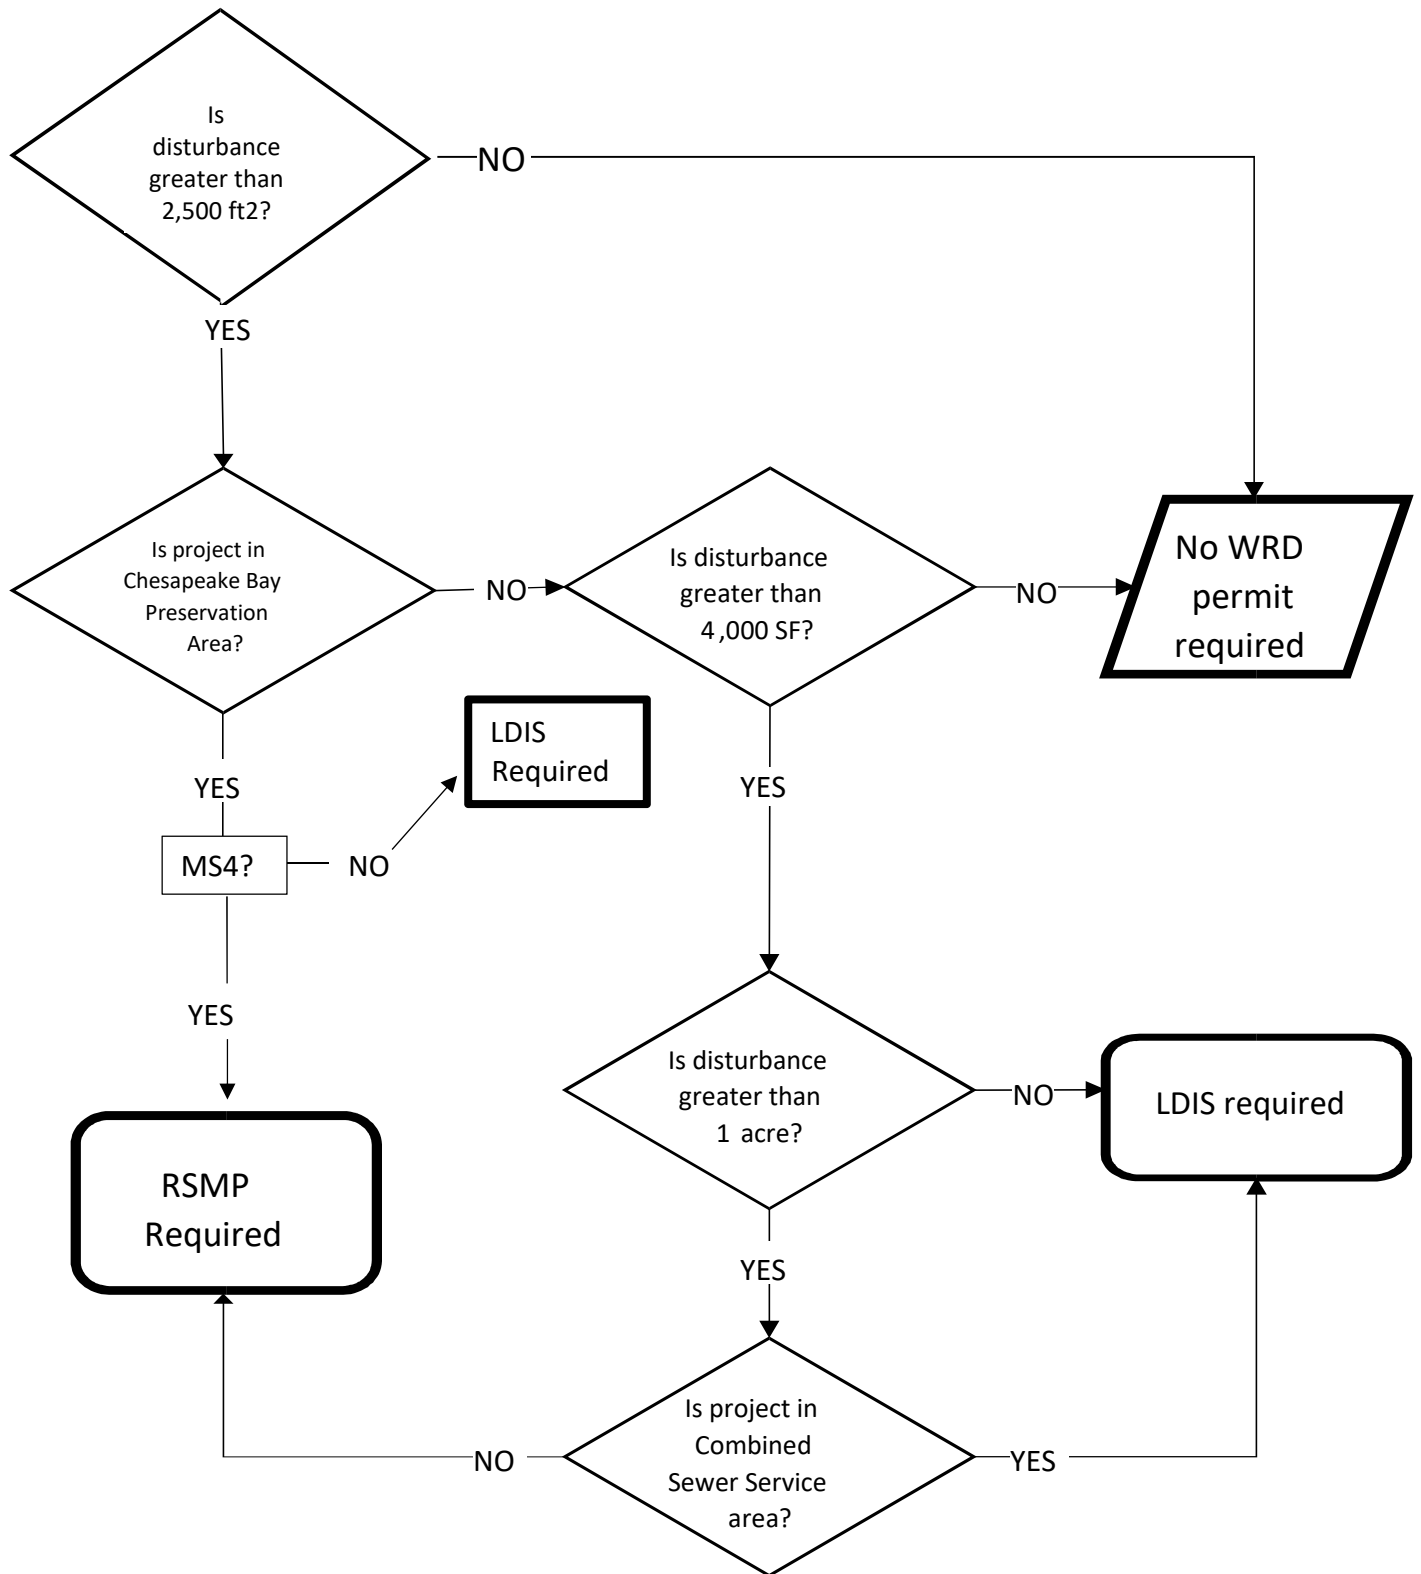 Is
disturbance
greater than
2,500 ft2?
NO
YES
Is project in
Chesapeake Bay
Preservation
Area?
NO
Is disturbance
greater than
4,000 SF?
NO
No WRD
permit
required
YES
LDIS
Required
YES
MS4?
NO
YES
Is disturbance
greater than
1 acre?
NO
LDIS required
RSMP
Required
YES
Is project in
Combined
Sewer Service
area?
NO
YES